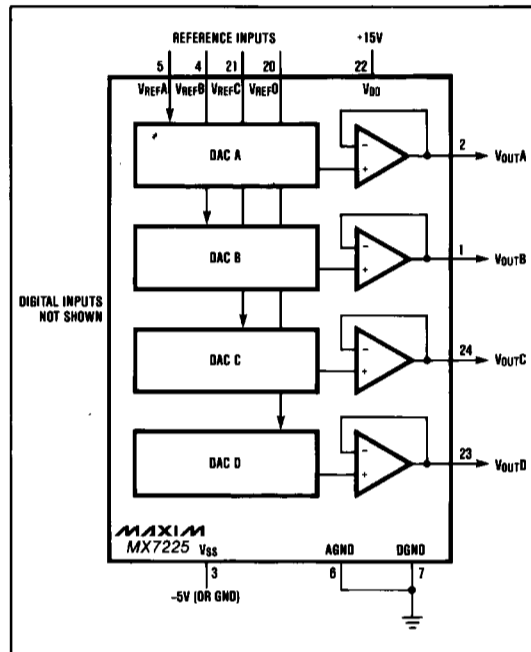 REFERENCE INPUTS
+15V
5 4 21 20 22
VREFA VREFB VREFC VREFD VDD
DAC A
- +
2 VOUTA
DAC B
- +
1 VOUTB
DIGITAL INPUTS
NOT SHOWN
DAC C
- +
24 VOUTC
DAC D
- +
23 VOUTD
MAXIM
MX7225 VSS AGND DGND
3 6 7
-5V (OR GND)